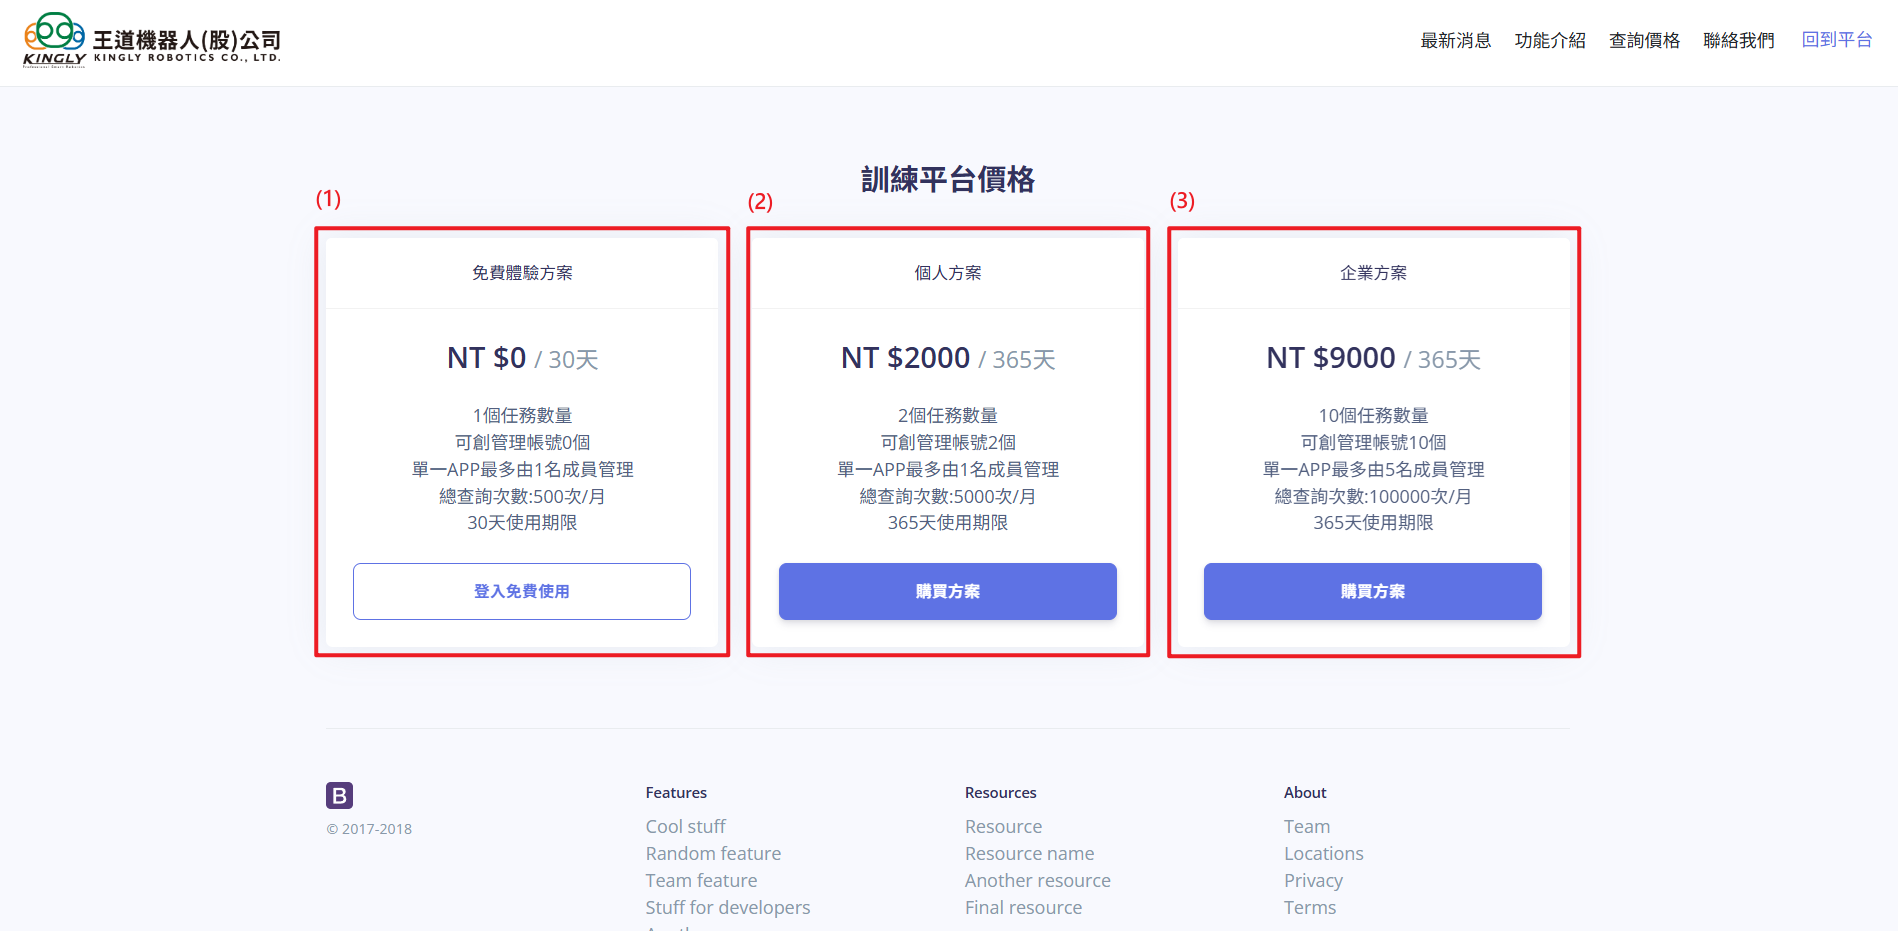 王道機器人(股)公司
KINGLY
KINGLY ROBOTICS CO., LTD.
最新消息 功能介紹 查詢價格 聯絡我們 回到平台
訓練平台價格
(1)
免費體驗方案
NT $0 / 30天
1個任務數量
可創管理帳號0個
單一APP最多由1名成員管理
總查詢次數:500次/月
30天使用期限
登入免費使用
(2)
個人方案
NT $2000 / 365天
2個任務數量
可創管理帳號2個
單一APP最多由1名成員管理
總查詢次數:5000次/月
365天使用期限
購買方案
(3)
企業方案
NT $9000 / 365天
10個任務數量
可創管理帳號10個
單一APP最多由5名成員管理
總查詢次數:100000次/月
365天使用期限
購買方案
B
© 2017-2018
Features
Cool stuff
Random feature
Team feature
Stuff for developers
Resources
Resource
Resource name
Another resource
Final resource
About
Team
Locations
Privacy
Terms